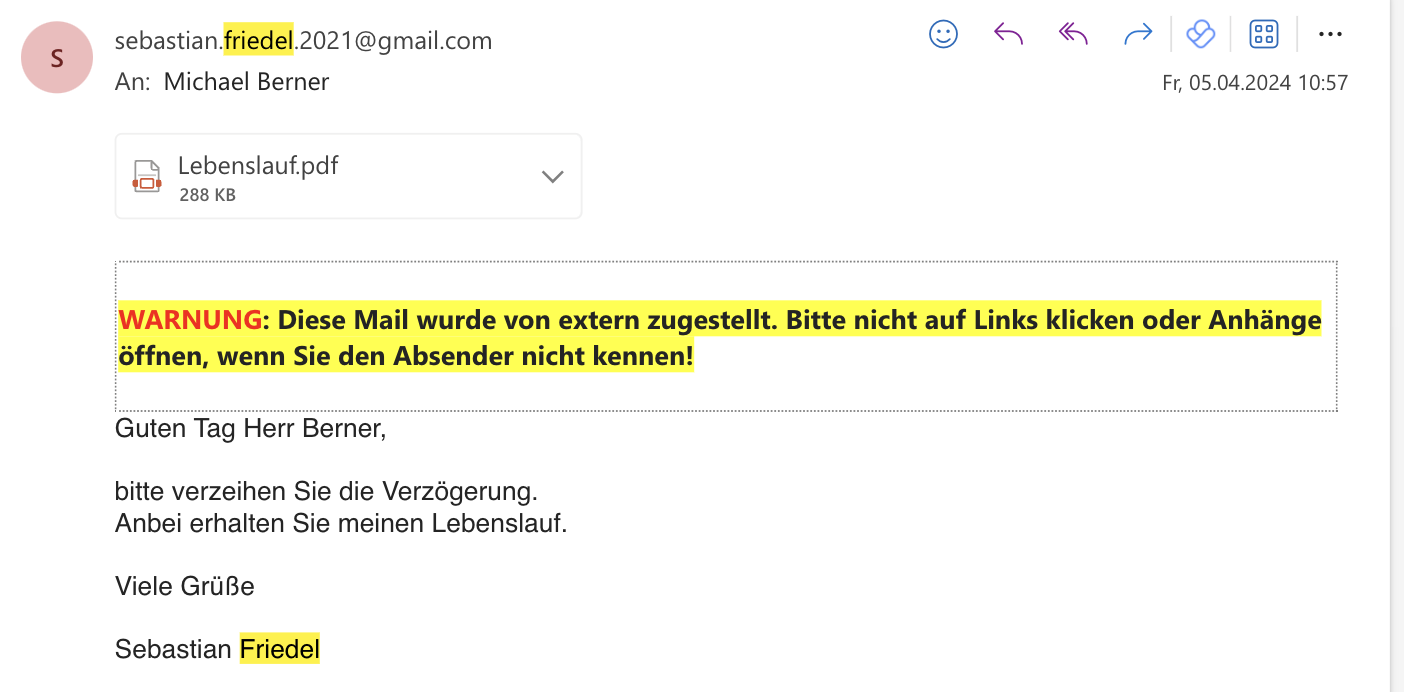 S
sebastian.friedel.2021@gmail.com
An: Michael Berner
Fr, 05.04.2024 10:57
Lebenslauf.pdf
288 KB
WARNUNG: Diese Mail wurde von extern zugestellt. Bitte nicht auf Links klicken oder Anhänge
öffnen, wenn Sie den Absender nicht kennen!
Guten Tag Herr Berner,
bitte verzeihen Sie die Verzögerung.
Anbei erhalten Sie meinen Lebenslauf.
Viele Grüße
Sebastian Friedel